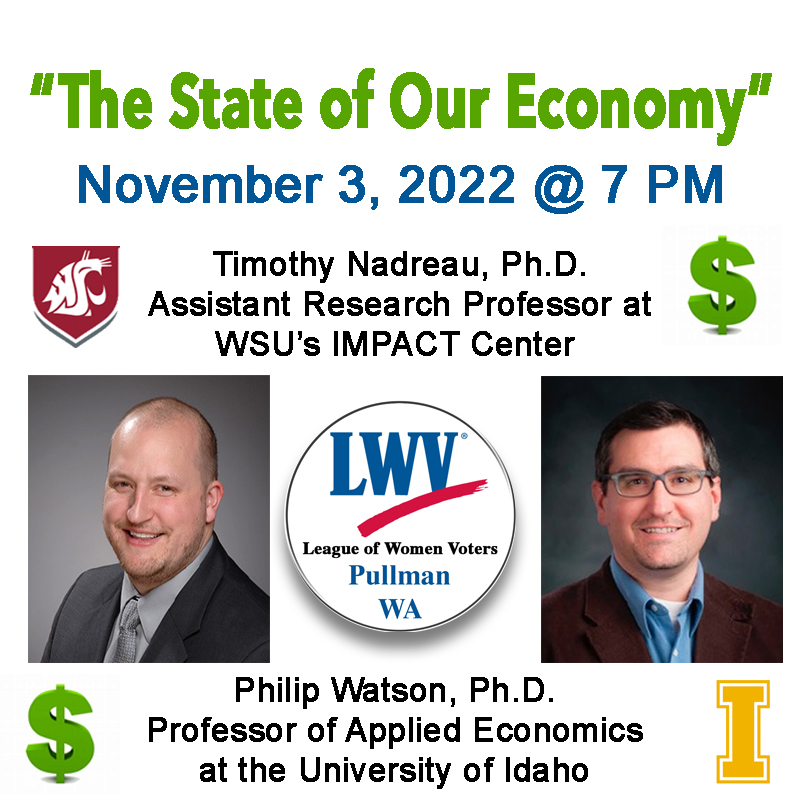 “The State of Our Economy”
November 3, 2022 @ 7 PM
Timothy Nadreau, Ph.D.
Assistant Research Professor at
WSU’s IMPACT Center
WSC
$
LWV®
League of Women Voters
Pullman
WA
Philip Watson, Ph.D.
Professor of Applied Economics
at the University of Idaho
$
I